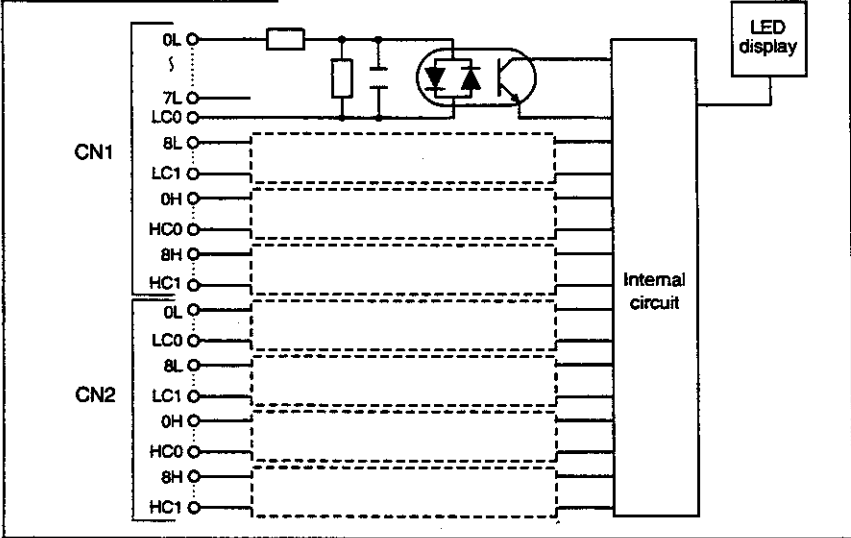 LED
display
0L
7L
LC0
CN1
8L
LC1
0H
HC0
8H
HC1
Internal
circuit
0L
LC0
8L
CN2
LC1
0H
HC0
8H
HC1